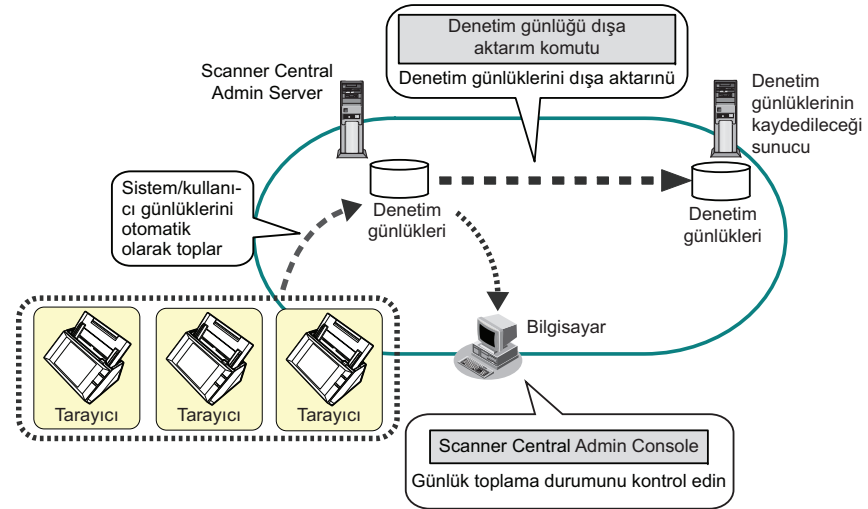 Denetim günlüğü dışa
aktarım komutu
Denetim günlüklerini dışa aktarınü
Scanner Central
Admin Server
Denetim
günlüklerinin
kaydedileceği
sunucu
Sistem/kullanı-
cı günlüklerini
otomatik
olarak toplar
Denetim
günlükleri
Denetim
günlükleri
Bilgisayar
Tarayıcı
Tarayıcı
Tarayıcı
Scanner Central Admin Console
Günlük toplama durumunu kontrol edin